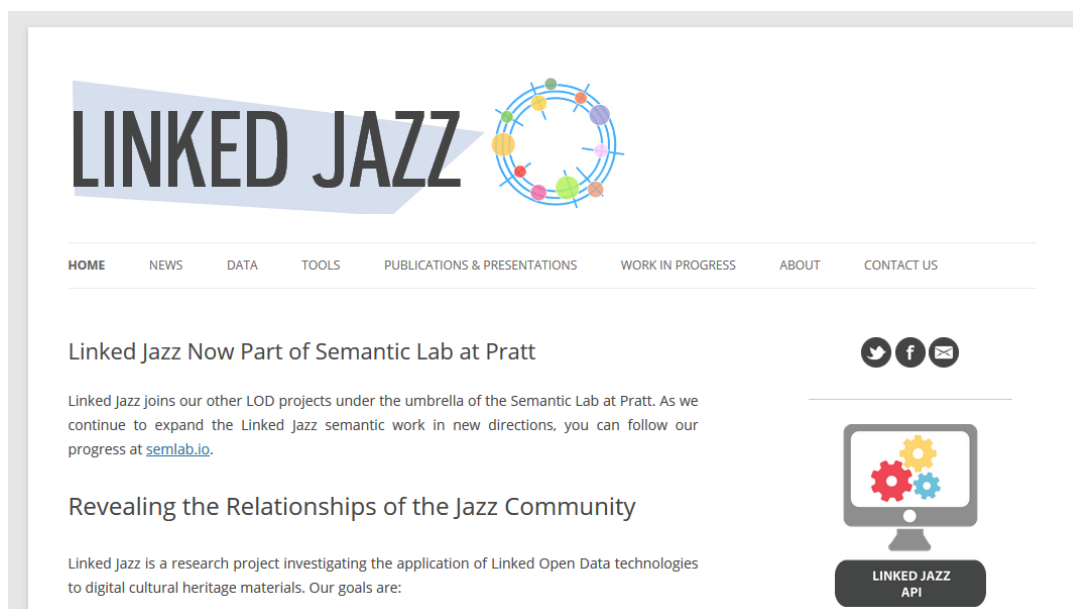 LINKED JAZZ
HOME NEWS DATA TOOLS PUBLICATIONS & PRESENTATIONS WORK IN PROGRESS ABOUT CONTACT US
Linked Jazz Now Part of Semantic Lab at Pratt
Linked Jazz joins our other LOD projects under the umbrella of the Semantic Lab at Pratt. As we
continue to expand the Linked Jazz semantic work in new directions, you can follow our
progress at semlab.io.
Revealing the Relationships of the Jazz Community
Linked Jazz is a research project investigating the application of Linked Open Data technologies
to digital cultural heritage materials. Our goals are:
LINKED JAZZ
API